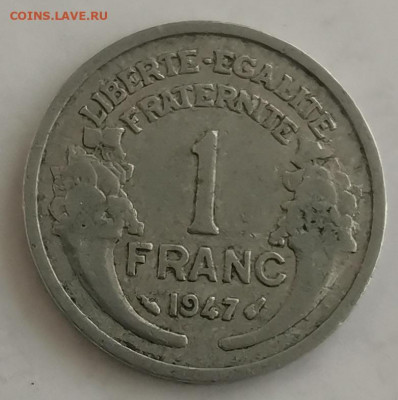 COINS.LAVE.RU
LIBERTE-EGALITE
FRATERNITE
1
FRANC
1947